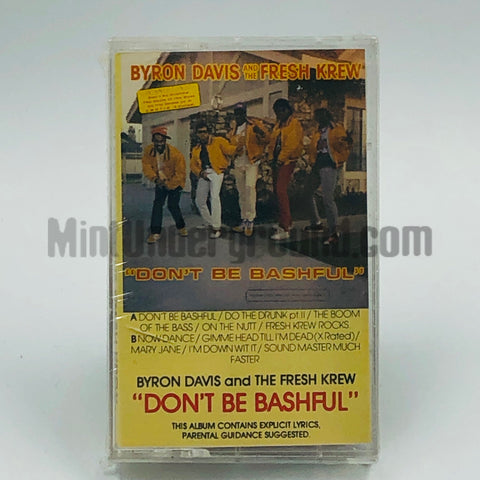 BYRON DAVIS AND THE FRESH KREW
MintUnderground.com
"DON'T BE BASHFUL"
A DON'T BE BASHFUL / DO THE DRUNK pt.II / THE BOOM
OF THE BASS / ON THE NUTT / FRESH KREW ROCKS
B NOW DANCE / GIMME HEAD TILL I'M DEAD (X Rated) /
MARY JANE / I'M DOWN WIT IT / SOUND MASTER MUCH
FASTER
BYRON DAVIS and THE FRESH KREW
"DON'T BE BASHFUL"
THIS ALBUM CONTAINS EXPLICIT LYRICS,
PARENTAL GUIDANCE SUGGESTED.